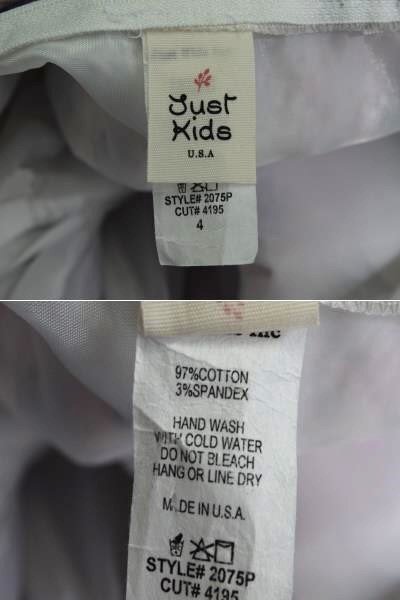 Just
Kids
U.S.A
STYLE# 2075P
CUT# 4195
4
Inc
97%COTTON
3%SPANDEX
HAND WASH
WITH COLD WATER
DO NOT BLEACH
HANG OR LINE DRY
MADE IN U.S.A.
STYLE# 2075P
CUT# 4195